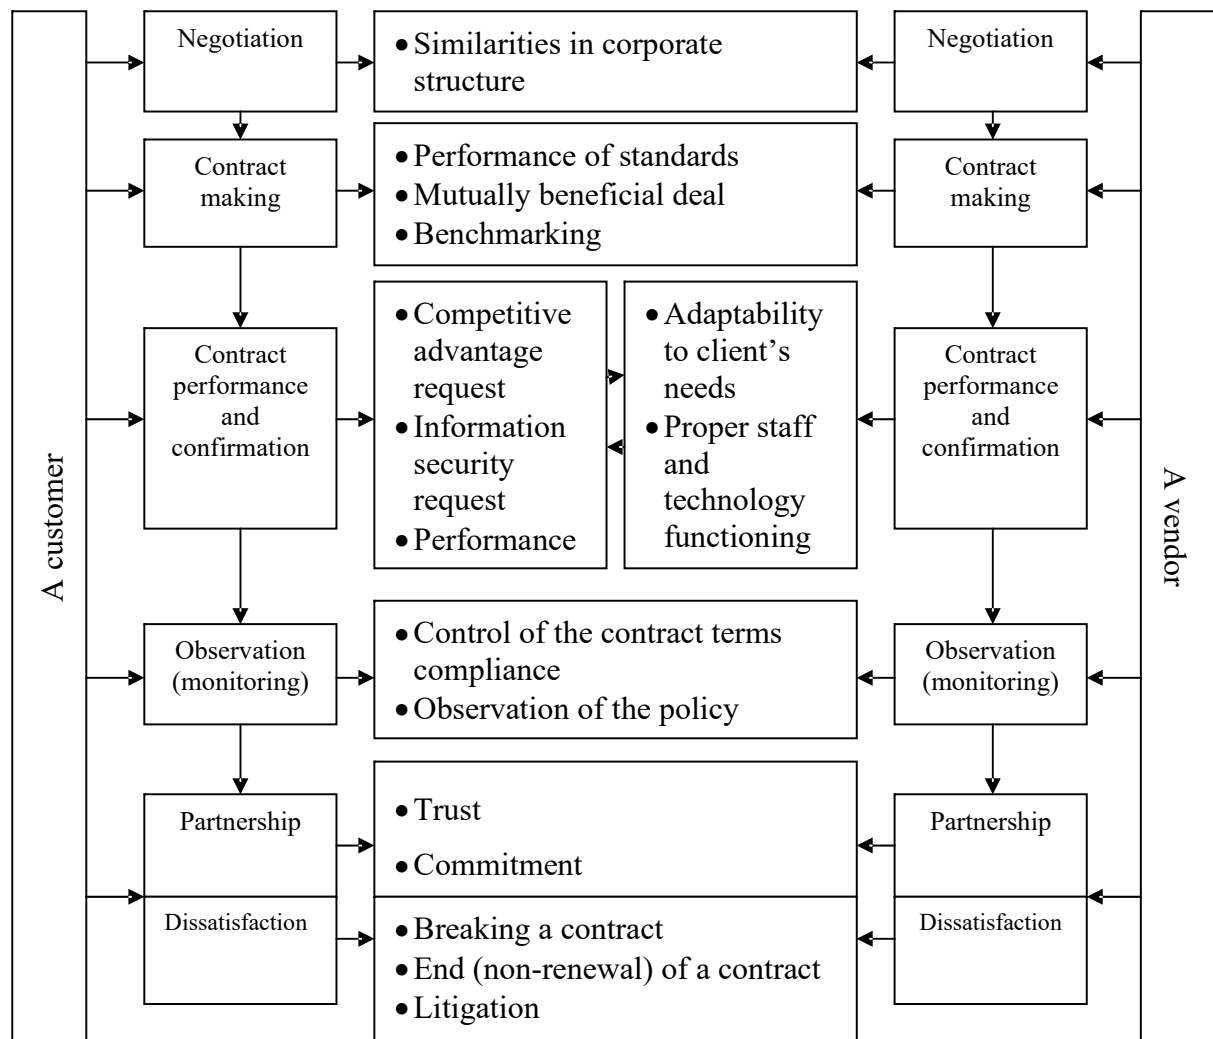 A customer
Negotiation
• Similarities in corporate
structure
Negotiation
Contract
making
• Performance of standards
• Mutually beneficial deal
• Benchmarking
Contract
making
Contract
performance
and
confirmation
• Competitive
advantage
request
• Information
security
request
• Performance
• Adaptability
to client’s
needs
• Proper staff
and
technology
functioning
Contract
performance
and
confirmation
Observation
(monitoring)
• Control of the contract terms
compliance
• Observation of the policy
Observation
(monitoring)
Partnership
• Trust
• Commitment
Partnership
Dissatisfaction
• Breaking a contract
• End (non-renewal) of a contract
• Litigation
Dissatisfaction
A vendor